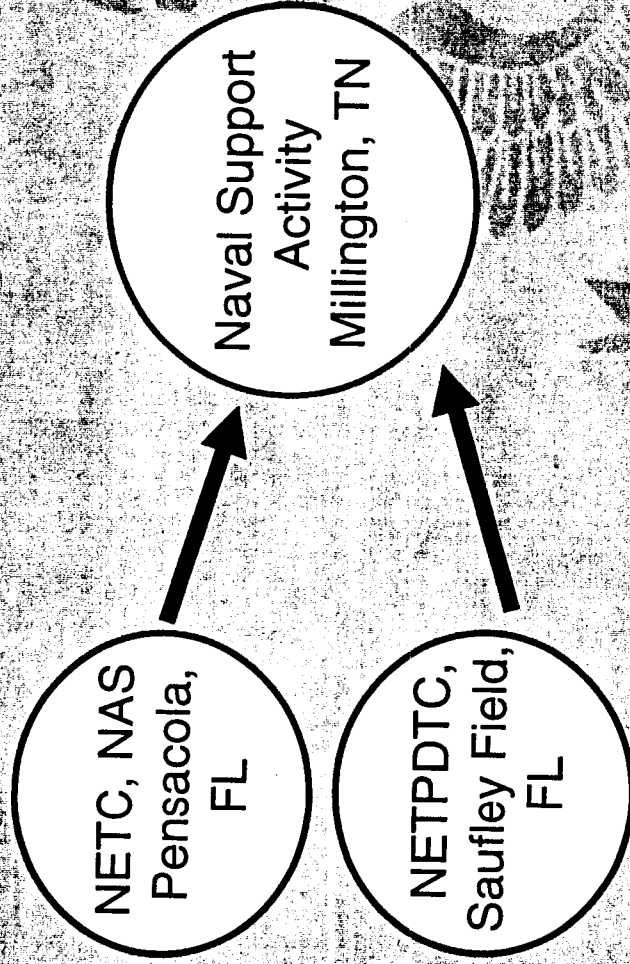 NETC, NAS
Pensacola,
FL
NETPDTC,
Saufley Field,
FL
Naval Support
Activity
Millington, TN